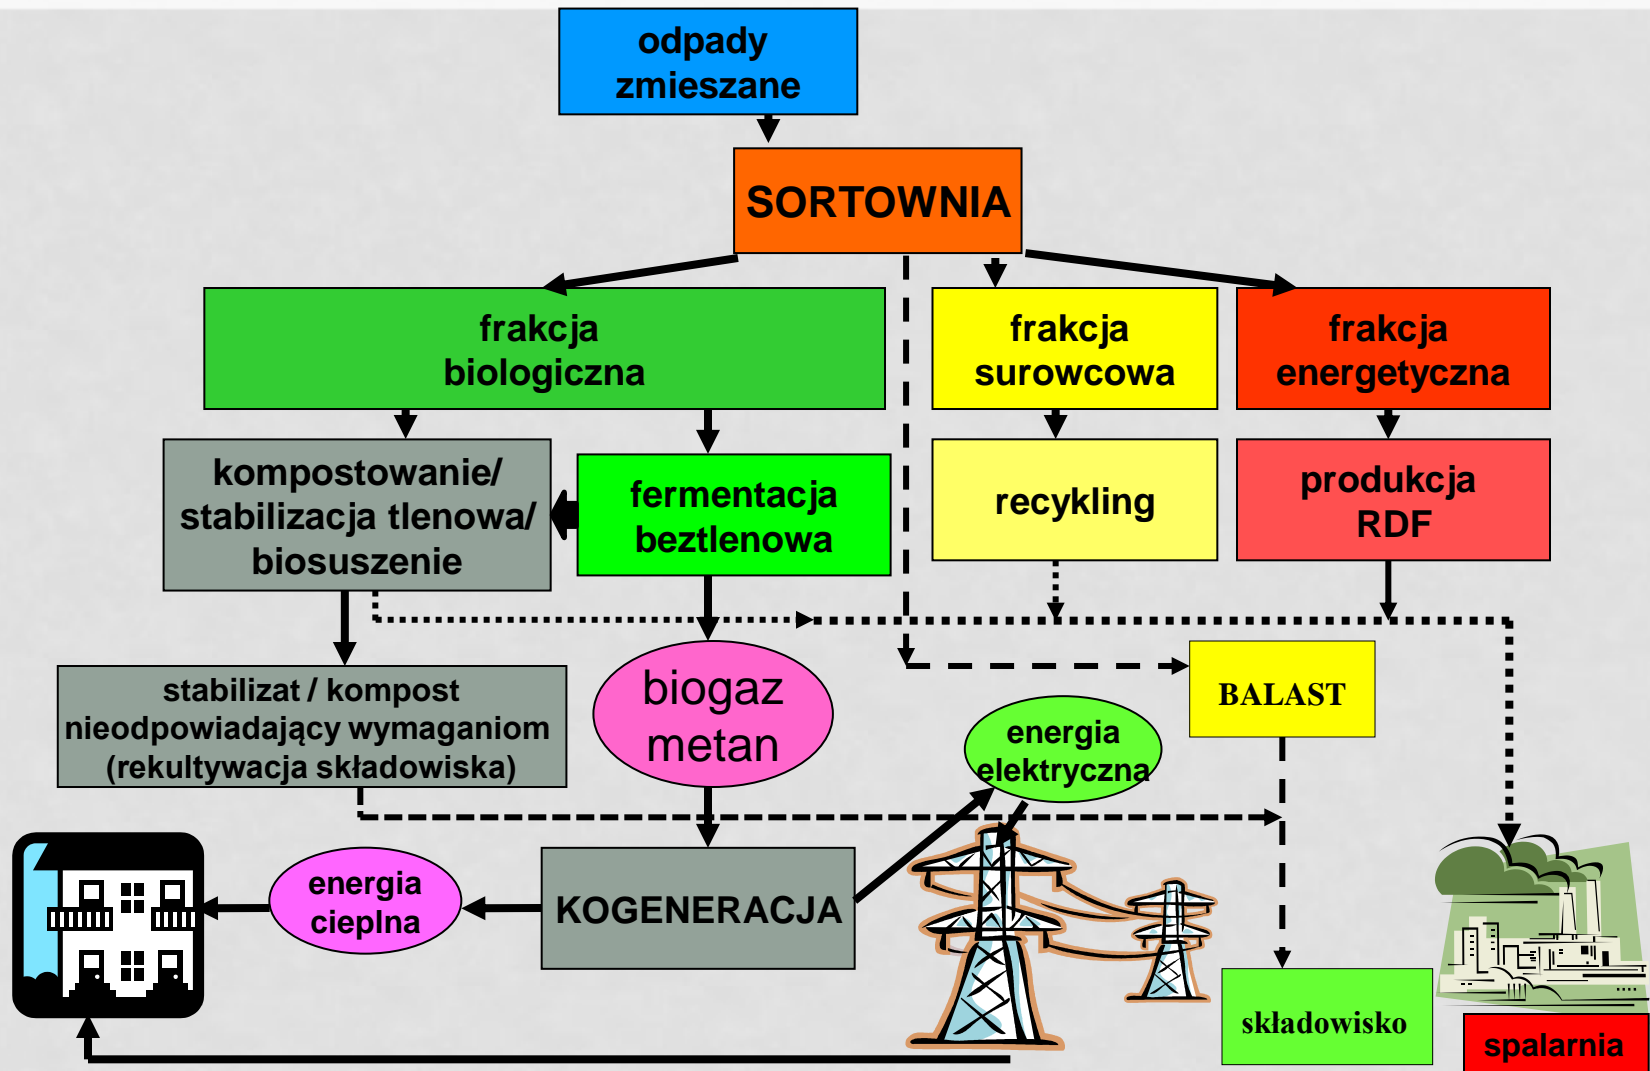 odpady
zmieszane
SORTOWNIA
frakcja
biologiczna
frakcja
surowcowa
frakcja
energetyczna
kompostowanie/
stabilizacja tlenowa/
biosuszenie
fermentacja
beztlenowa
recykling
produkcja
RDF
stabilizat / kompost
nieodpowiadający wymaganiom
(rekultywacja składowiska)
biogaz
metan
energia
elektryczna
BALAST
energia
cieplna
KOGENERACJA
składowisko
spalarnia